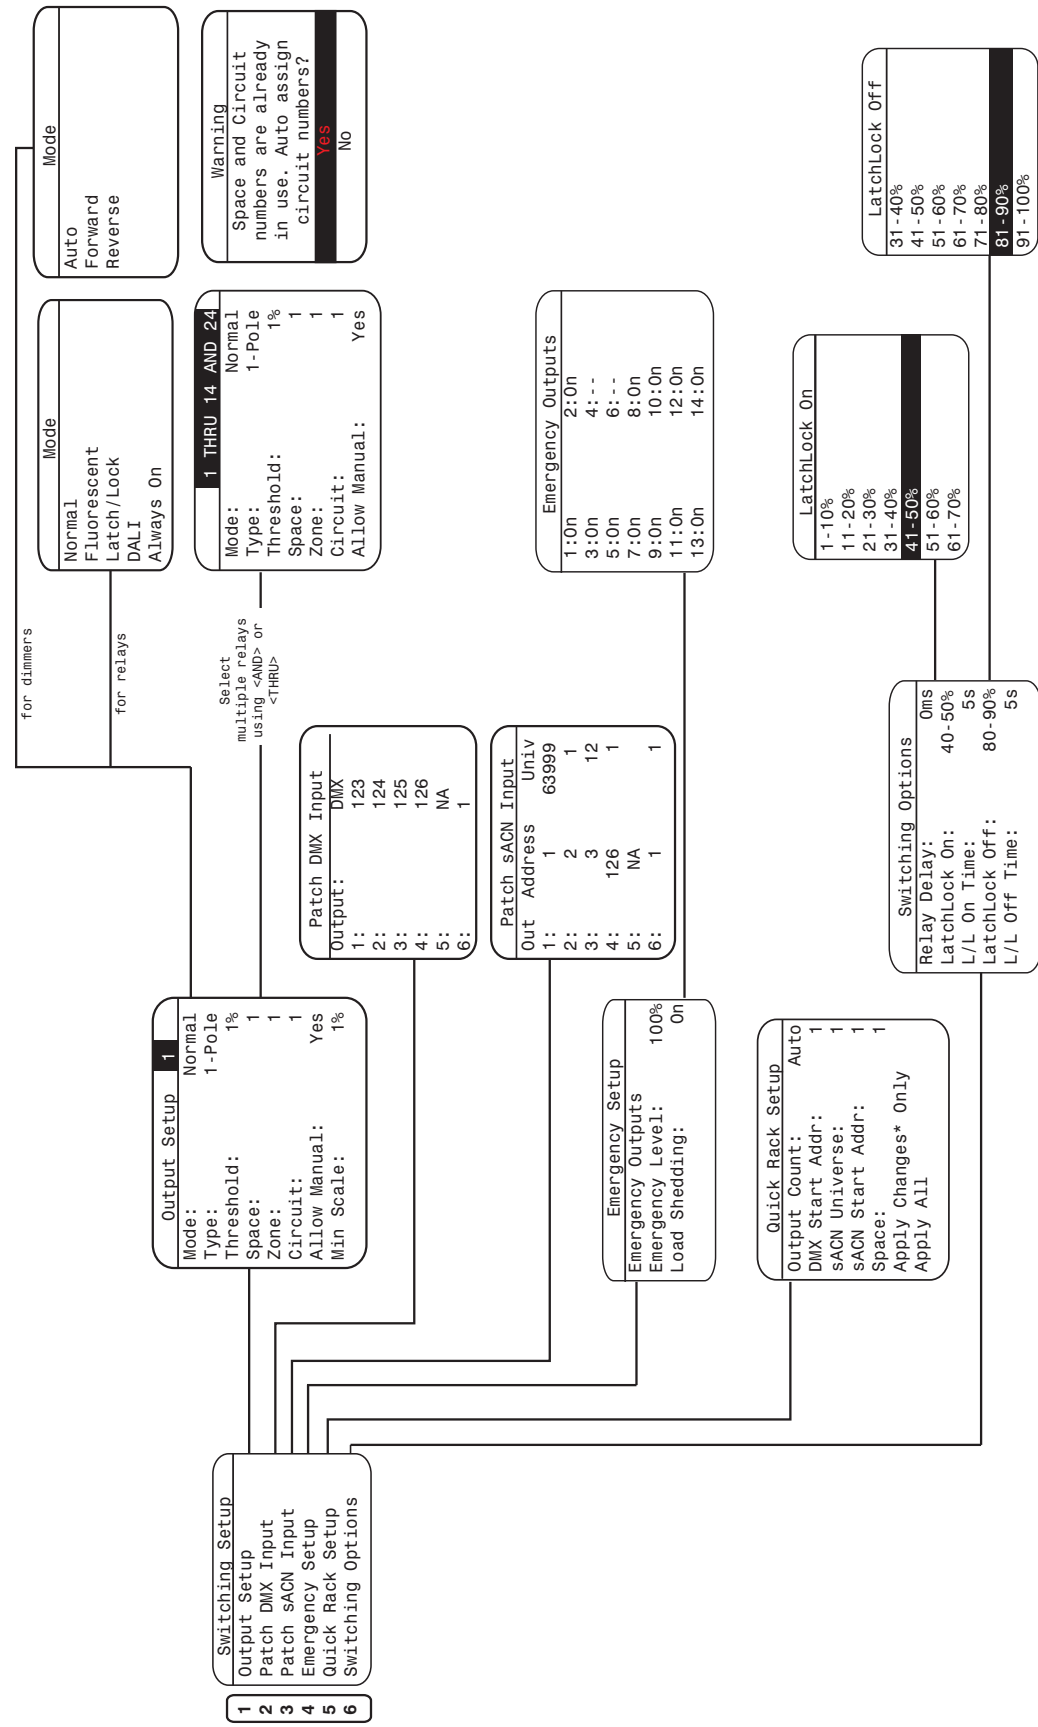 1
2
3
4
5
6
Switching Setup
Output Setup
Patch DMX Input
Patch sACN Input
Emergency Setup
Quick Rack Setup
Switching Options
Output Setup 1
Mode: Normal
Type: 1-Pole
Threshold: 1%
Space: 1
Zone: 1
Circuit: 1
Allow Manual: Yes
Min Scale: 1%
for dimmers
for relays
Select
multiple relays
using <AND> or
<THRU>
Mode
Auto
Forward
Reverse
Mode
Normal
Fluorescent
Latch/Lock
DALI
Always On
1 THRU 14 AND 24
Mode: Normal
Type: 1-Pole
Threshold: 1%
Space: 1
Zone: 1
Circuit: 1
Allow Manual: Yes
Warning
Space and Circuit
numbers are already
in use. Auto assign
circuit numbers?
Yes
No
Patch DMX Input
Output: DMX
1: 123
2: 124
3: 125
4: 126
5: NA
6: 1
Patch sACN Input
Out Address Univ
1: 1 63999
2: 2 1
3: 3 12
4: 126 1
5: NA
6: 1 1
Emergency Setup
Emergency Outputs
Emergency Level: 100%
Load Shedding: On
Emergency Outputs
1:On 2:On
3:On 4:--
5:On 6:--
7:On 8:On
9:On 10:On
11:On 12:On
13:On 14:On
Quick Rack Setup
Output Count: Auto
DMX Start Addr: 1
sACN Universe: 1
sACN Start Addr: 1
Space: 1
Apply Changes* Only
Apply All
Switching Options
Relay Delay: 0ms
LatchLock On: 40-50%
L/L On Time: 5s
LatchLock Off: 80-90%
L/L Off Time: 5s
LatchLock On
1-10%
11-20%
21-30%
31-40%
41-50%
51-60%
61-70%
LatchLock Off
31-40%
41-50%
51-60%
61-70%
71-80%
81-90%
91-100%